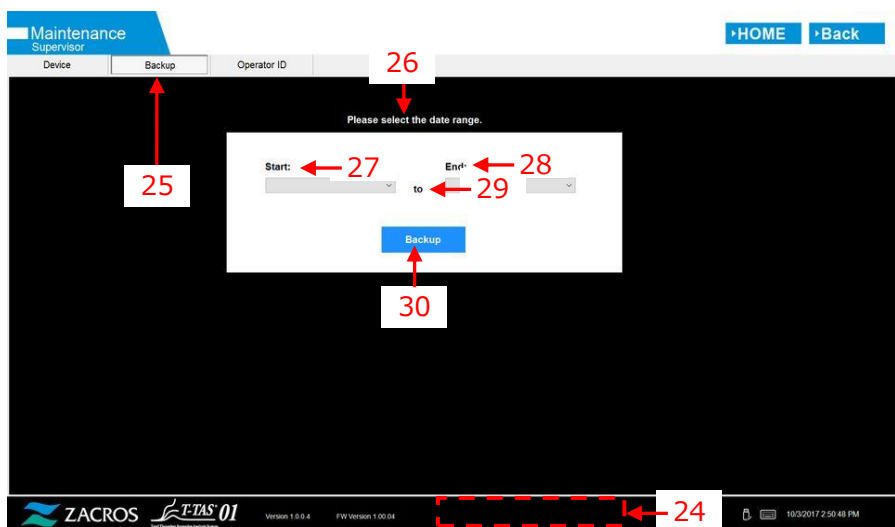 Maintenance
Supervisor
HOME
Back
Device
Backup
Operator ID
26
Please select the date range.
Start:
27
End:
28
25
to
29
Backup
30
24
ZACROS
T-TAS 01
Version 1.0.0.4
FW Version 1.00.04
10/3/2017 2:50:48 PM